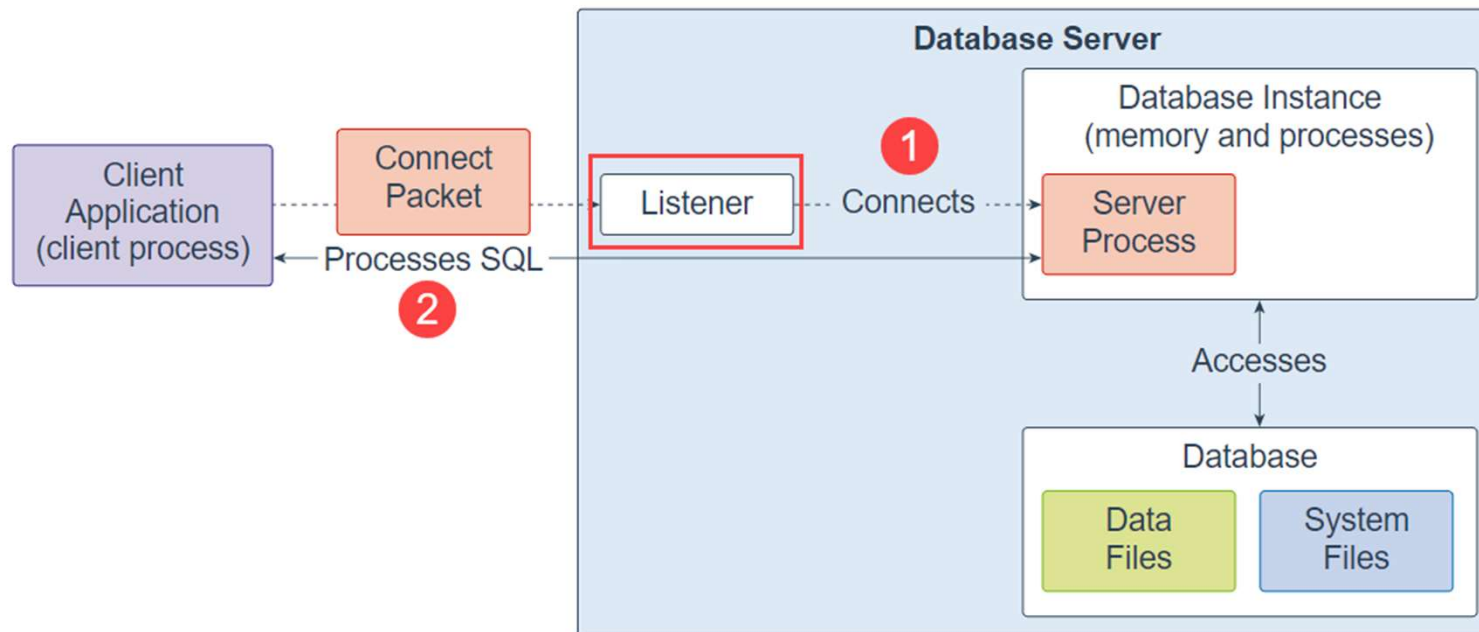 Database Server
Database Instance
(memory and processes)
Client
Application
(client process)
Connect
Packet
Listener
1
Connects
Server
Process
Processes SQL
2
Accesses
Database
Data
Files
System
Files